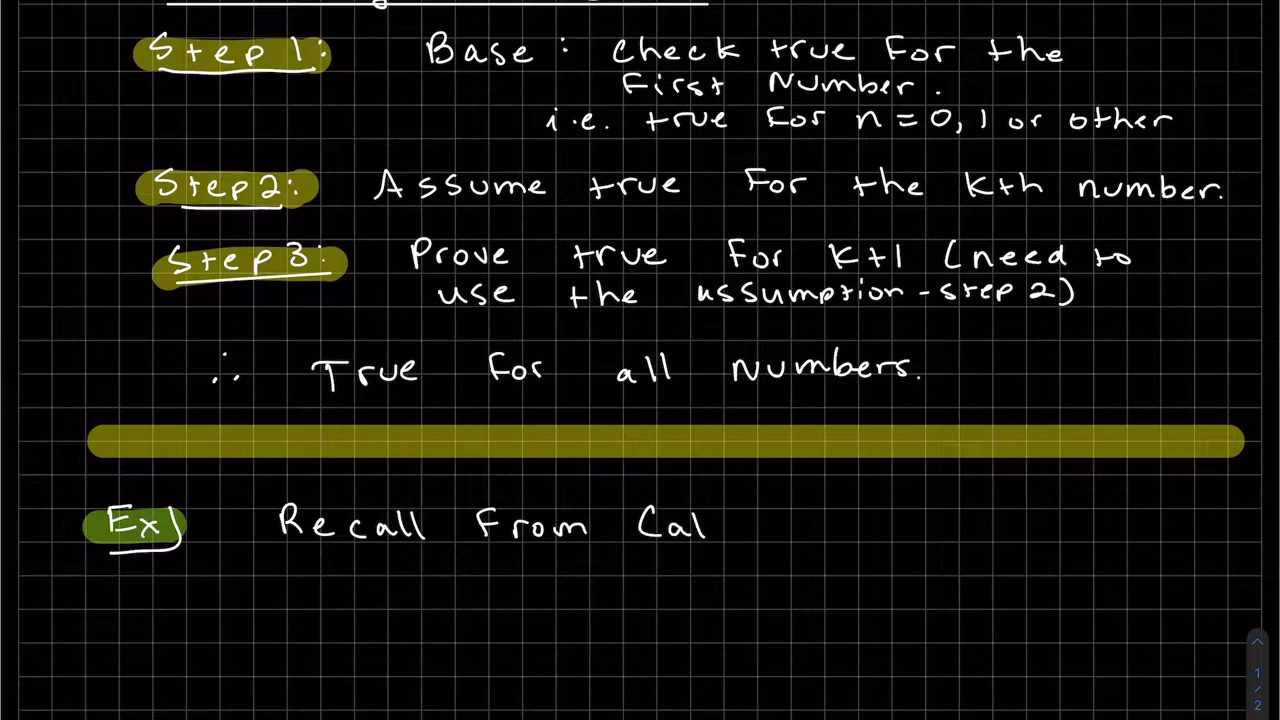 Step 1: Base: check true for the
First Number.
i.e. true for n = 0, 1 or other
Step 2: Assume true for the kth number.
Step 3: Prove true for k+1 (need to
use the assumption - step 2)
∴ True for all Numbers.
Ex) Recall From Cal
1/2